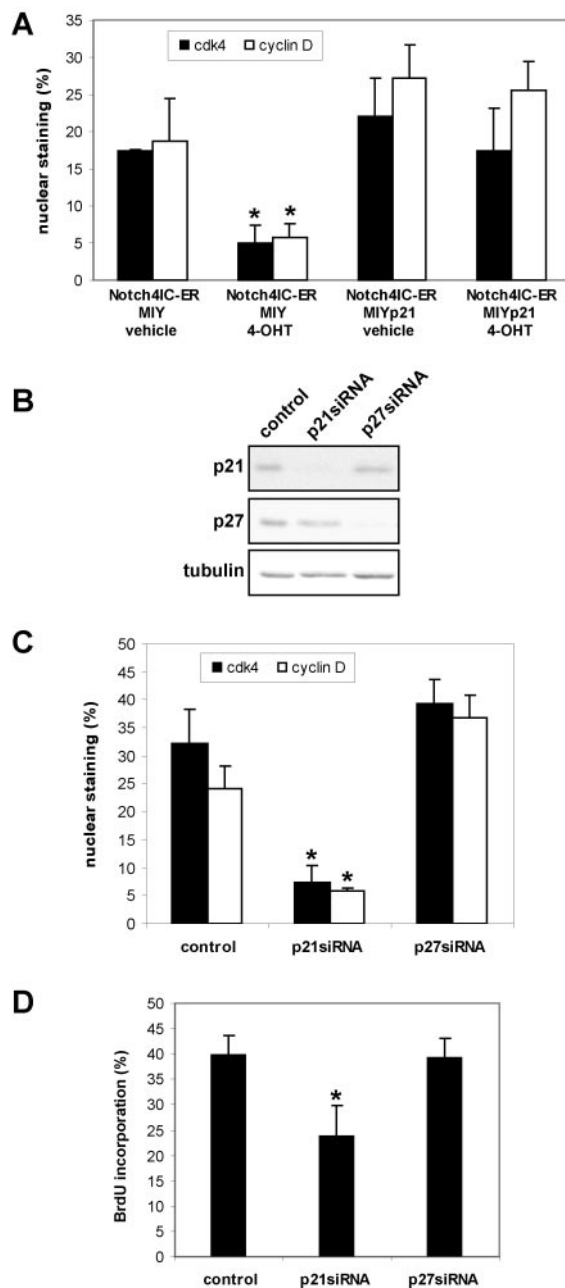 A
cdk4 cyclin D
nuclear staining (%)
35
30
25
20
15
10
5
0
* *
Notch4IC-ER Notch4IC-ER Notch4IC-ER Notch4IC-ER
MIY MIY MIYp21 MIYp21
vehicle 4-OHT vehicle 4-OHT
B
control p21siRNA p27siRNA
p21
p27
tubulin
C
cdk4 cyclin D
nuclear staining (%)
50
45
40
35
30
25
20
15
10
5
0
* *
control p21siRNA p27siRNA
D
BrdU incorporation (%)
50
45
40
35
30
25
20
15
10
5
0
*
control p21siRNA p27siRNA